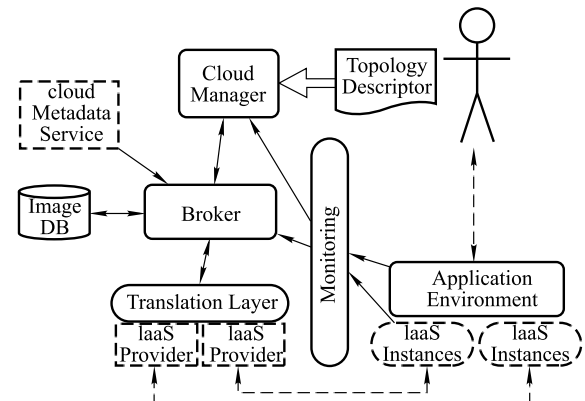 Cloud
Manager
Topology
Descriptor
cloud
Metadata
Service
Image
DB
Broker
Monitoring
Application
Environment
Translation Layer
IaaS
Provider
IaaS
Provider
IaaS
Instances
IaaS
Instances